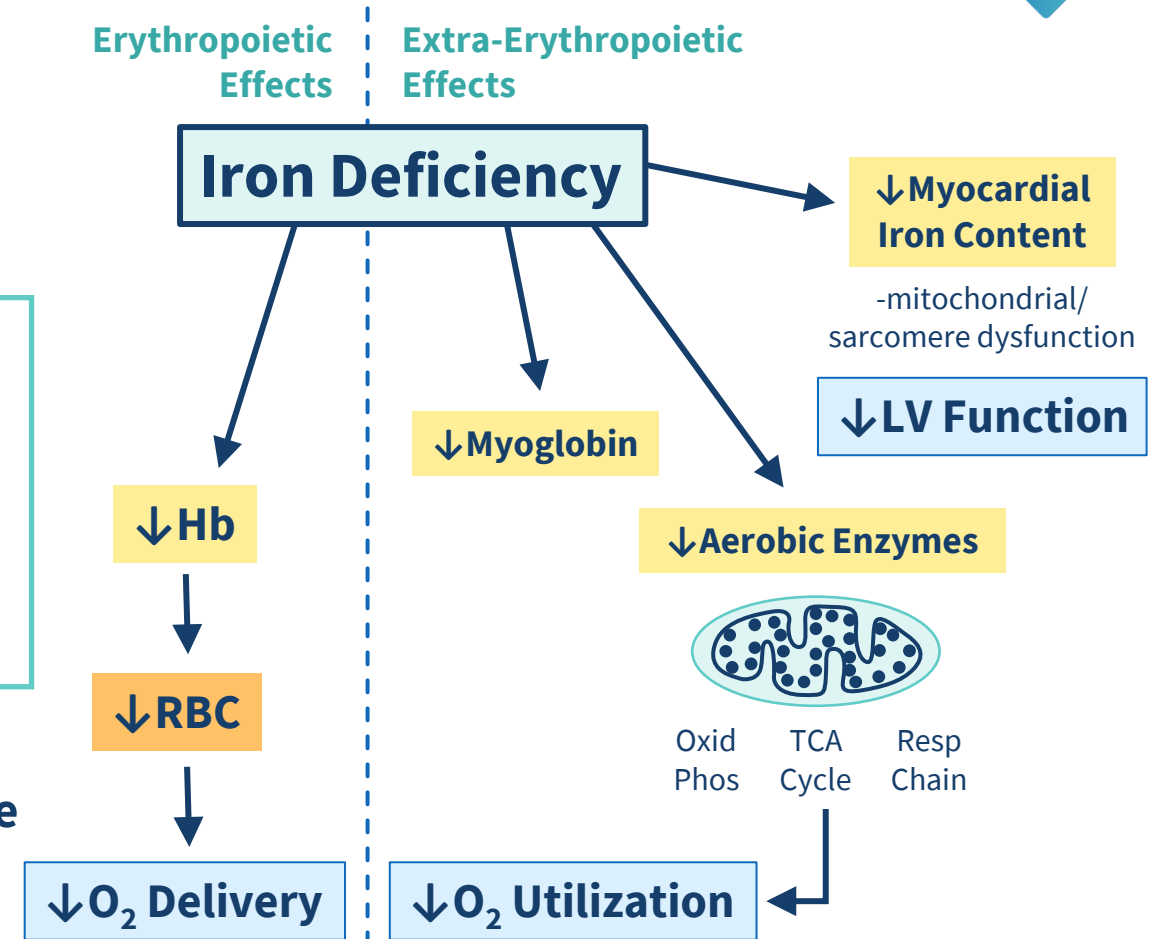 Erythropoietic
Effects
Extra-Erythropoietic
Effects
Iron Deficiency
↓Myocardial
Iron Content
-mitochondrial/
sarcomere dysfunction
↓LV Function
↓Myoglobin
↓Hb
↓Aerobic Enzymes
↓RBC
Oxid
Phos
TCA
Cycle
Resp
Chain
e
↓O₂ Delivery
↓O₂ Utilization